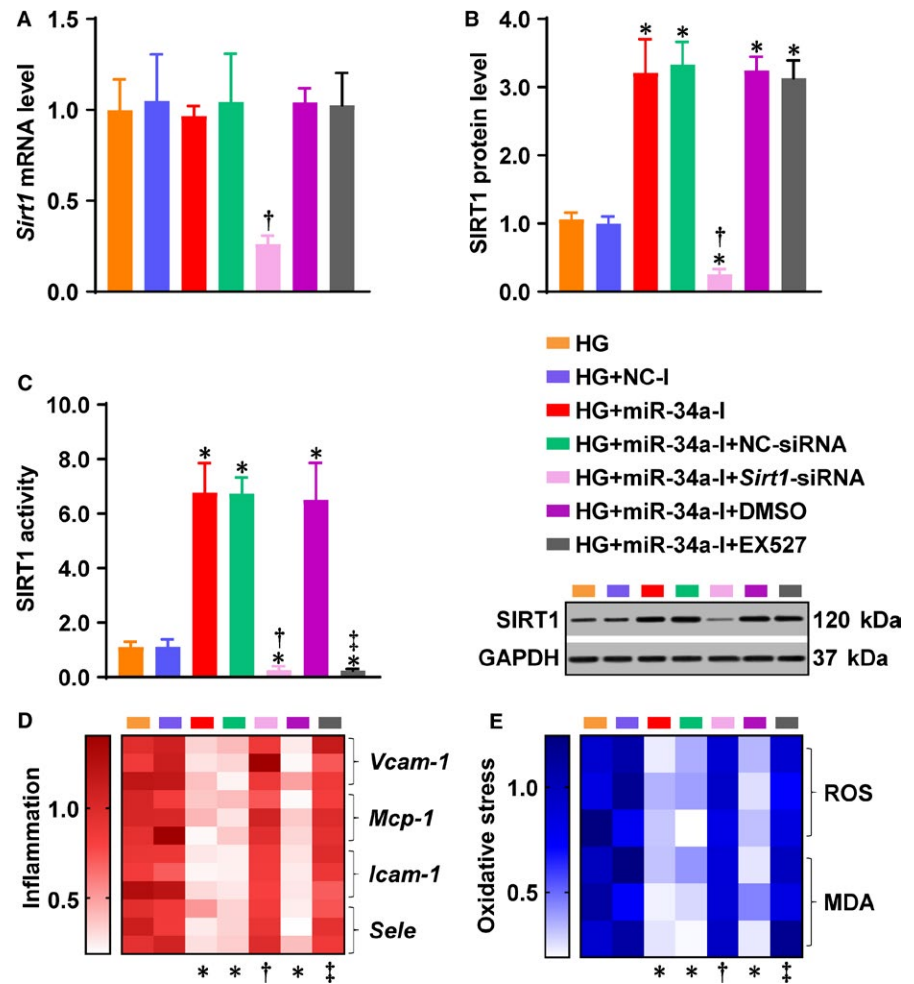 A
Sirt1 mRNA level
1.5
1.0
0.5
0.0
†
B
SIRT1 protein level
4.0
3.0
2.0
1.0
0.0
* * † * * *
HG
HG+NC-I
HG+miR-34a-I
HG+miR-34a-I+NC-siRNA
HG+miR-34a-I+Sirt1-siRNA
HG+miR-34a-I+DMSO
HG+miR-34a-I+EX527
C
SIRT1 activity
10.0
8.0
6.0
4.0
2.0
0.0
* * † * * ‡ *
SIRT1 120 kDa
GAPDH 37 kDa
D
Inflammation
1.0
0.5
Vcam-1
Mcp-1
Icam-1
Sele
* * † * ‡
E
Oxidative stress
1.0
0.5
ROS
MDA
* * † * ‡